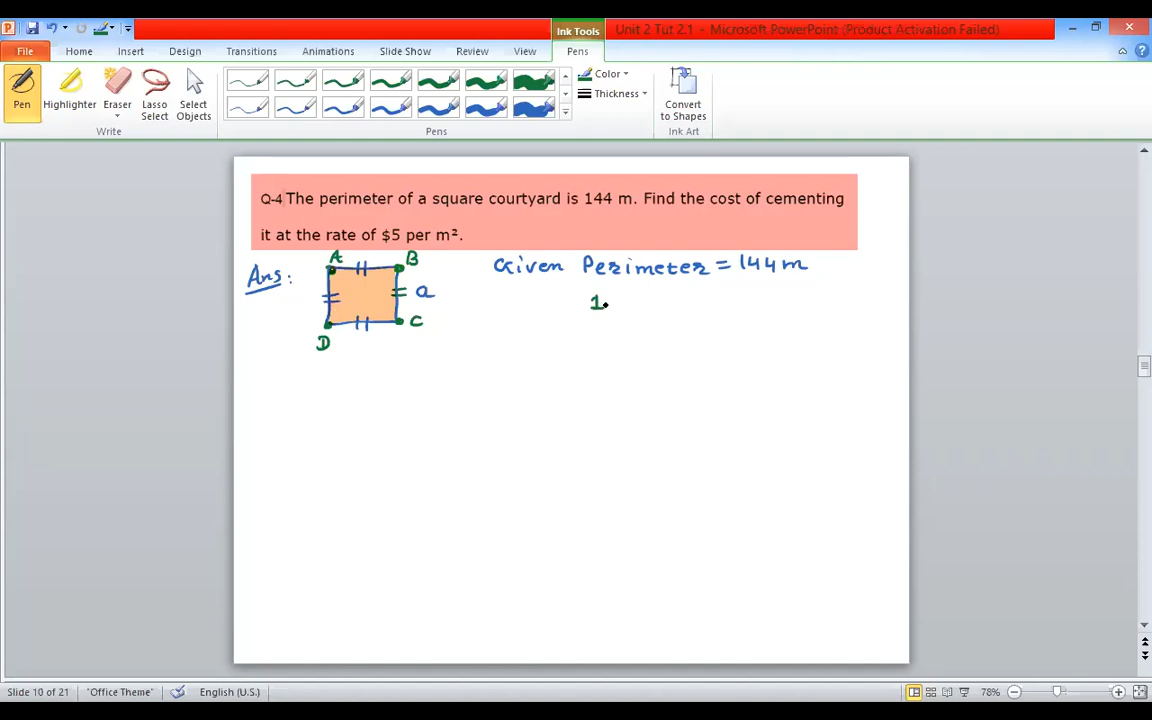 Ink Tools
Unit 2 Tut 2.1 - Microsoft PowerPoint (Product Activation Failed)
File Home Insert Design Transitions Animations Slide Show Review View Pens
Pen Highlighter Eraser Lasso Select Select Objects
Color
Thickness
Convert to Shapes
Write Pens Ink Art
Q-4 The perimeter of a square courtyard is 144 m. Find the cost of cementing
it at the rate of $5 per m².
Ans:
A B
a
D C
Given Perimeter = 144m
1
Slide 10 of 21 "Office Theme" English (U.S.) 78%